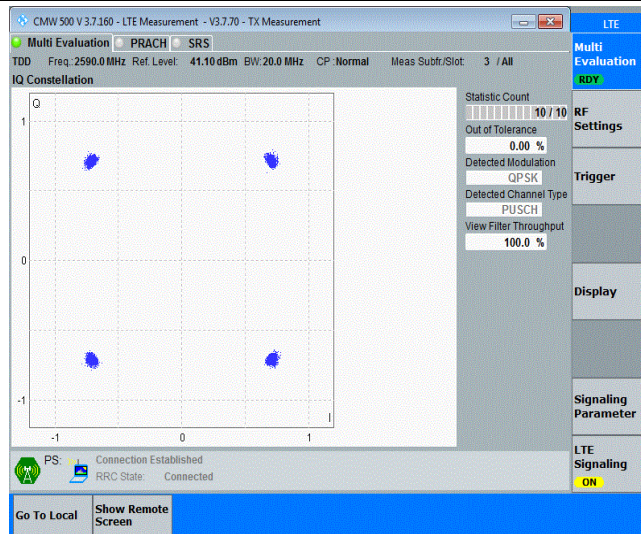 CMW 500 V 3.7.160 - LTE Measurement - V3.7.70 - TX Measurement
LTE
Multi Evaluation PRACH SRS
Multi
Evaluation
RDY
TDD Freq.:2590.0 MHz Ref. Level: 41.10 dBm BW:20.0 MHz CP :Normal Meas Subfr./Slot: 3 / All
IQ Constellation
Q
1
0
-1
-1
0
1
I
Statistic Count
10 / 10
Out of Tolerance
0.00 %
Detected Modulation
QPSK
Detected Channel Type
PUSCH
View Filter Throughput
100.0 %
RF
Settings
Trigger
Display
Signaling
Parameter
LTE
Signaling
ON
PS: Connection Established
RRC State: Connected
Go To Local
Show Remote
Screen